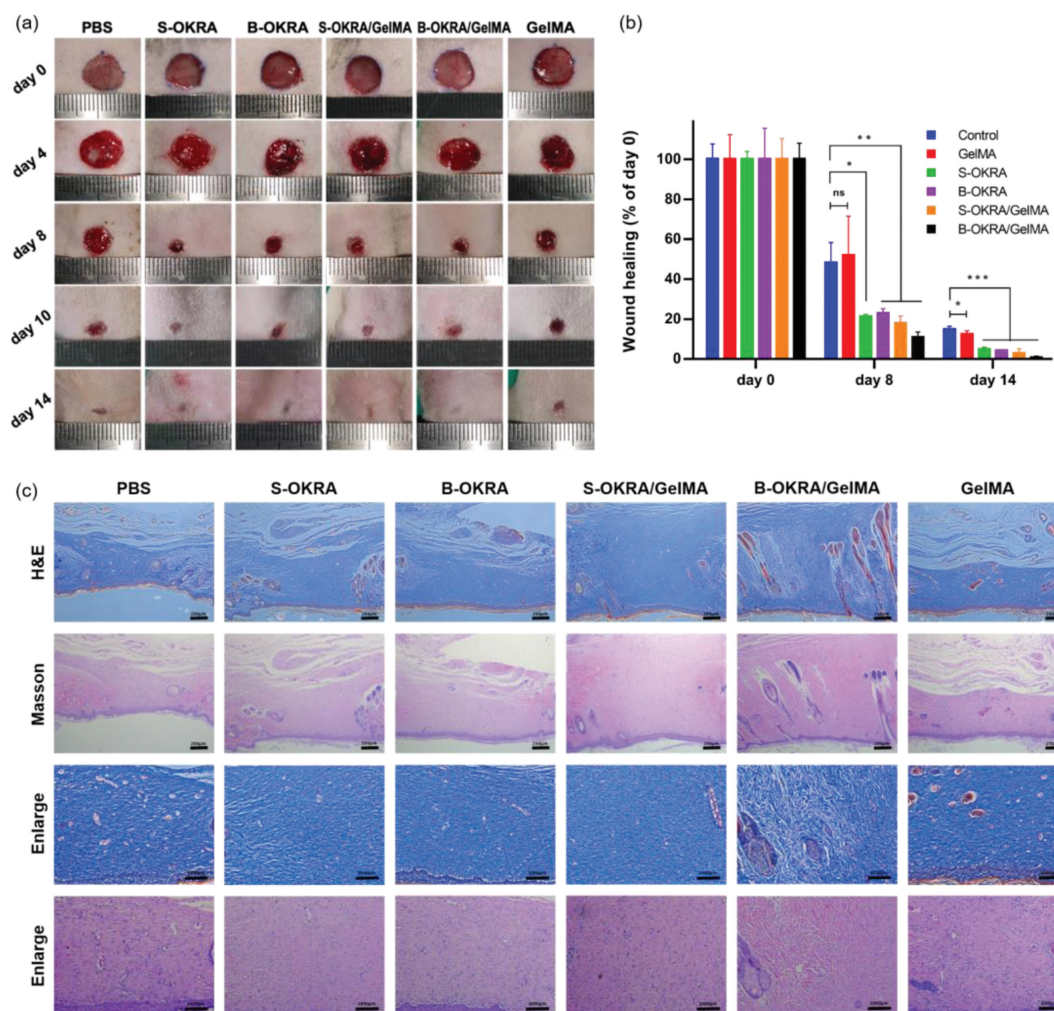 (a)
PBS S-OKRA B-OKRA S-OKRA/GelMA B-OKRA/GelMA GelMA
day 0
day 4
day 8
day 10
day 14
(b)
Wound healing (% of day 0)
100
80
60
40
20
0
day 0 day 8 day 14
ns
*
**
*
***
Control
GelMA
S-OKRA
B-OKRA
S-OKRA/GelMA
B-OKRA/GelMA
(c)
PBS S-OKRA B-OKRA S-OKRA/GelMA B-OKRA/GelMA GelMA
H&E
Masson
Enlarge
Enlarge